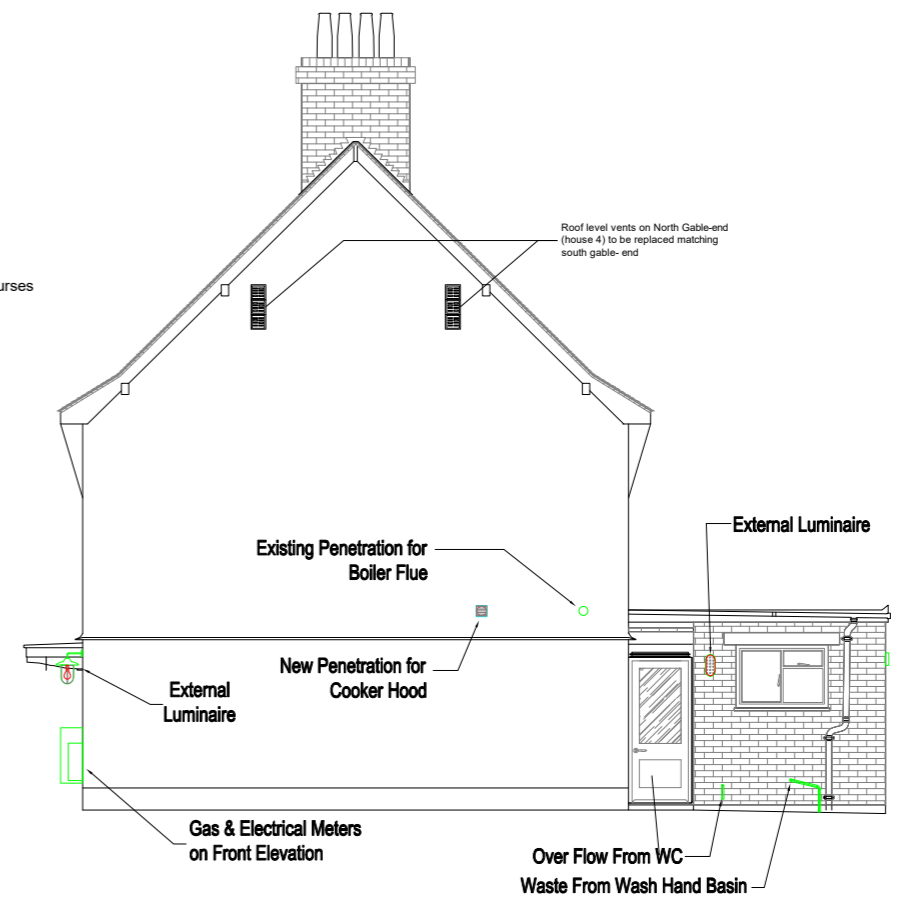 Roof level vents on North Gable-end
(house 4) to be replaced matching
south gable- end
urses
External Luminaire
Existing Penetration for
Boiler Flue
New Penetration for
Cooker Hood
External
Luminaire
Gas & Electrical Meters
on Front Elevation
Over Flow From WC
Waste From Wash Hand Basin